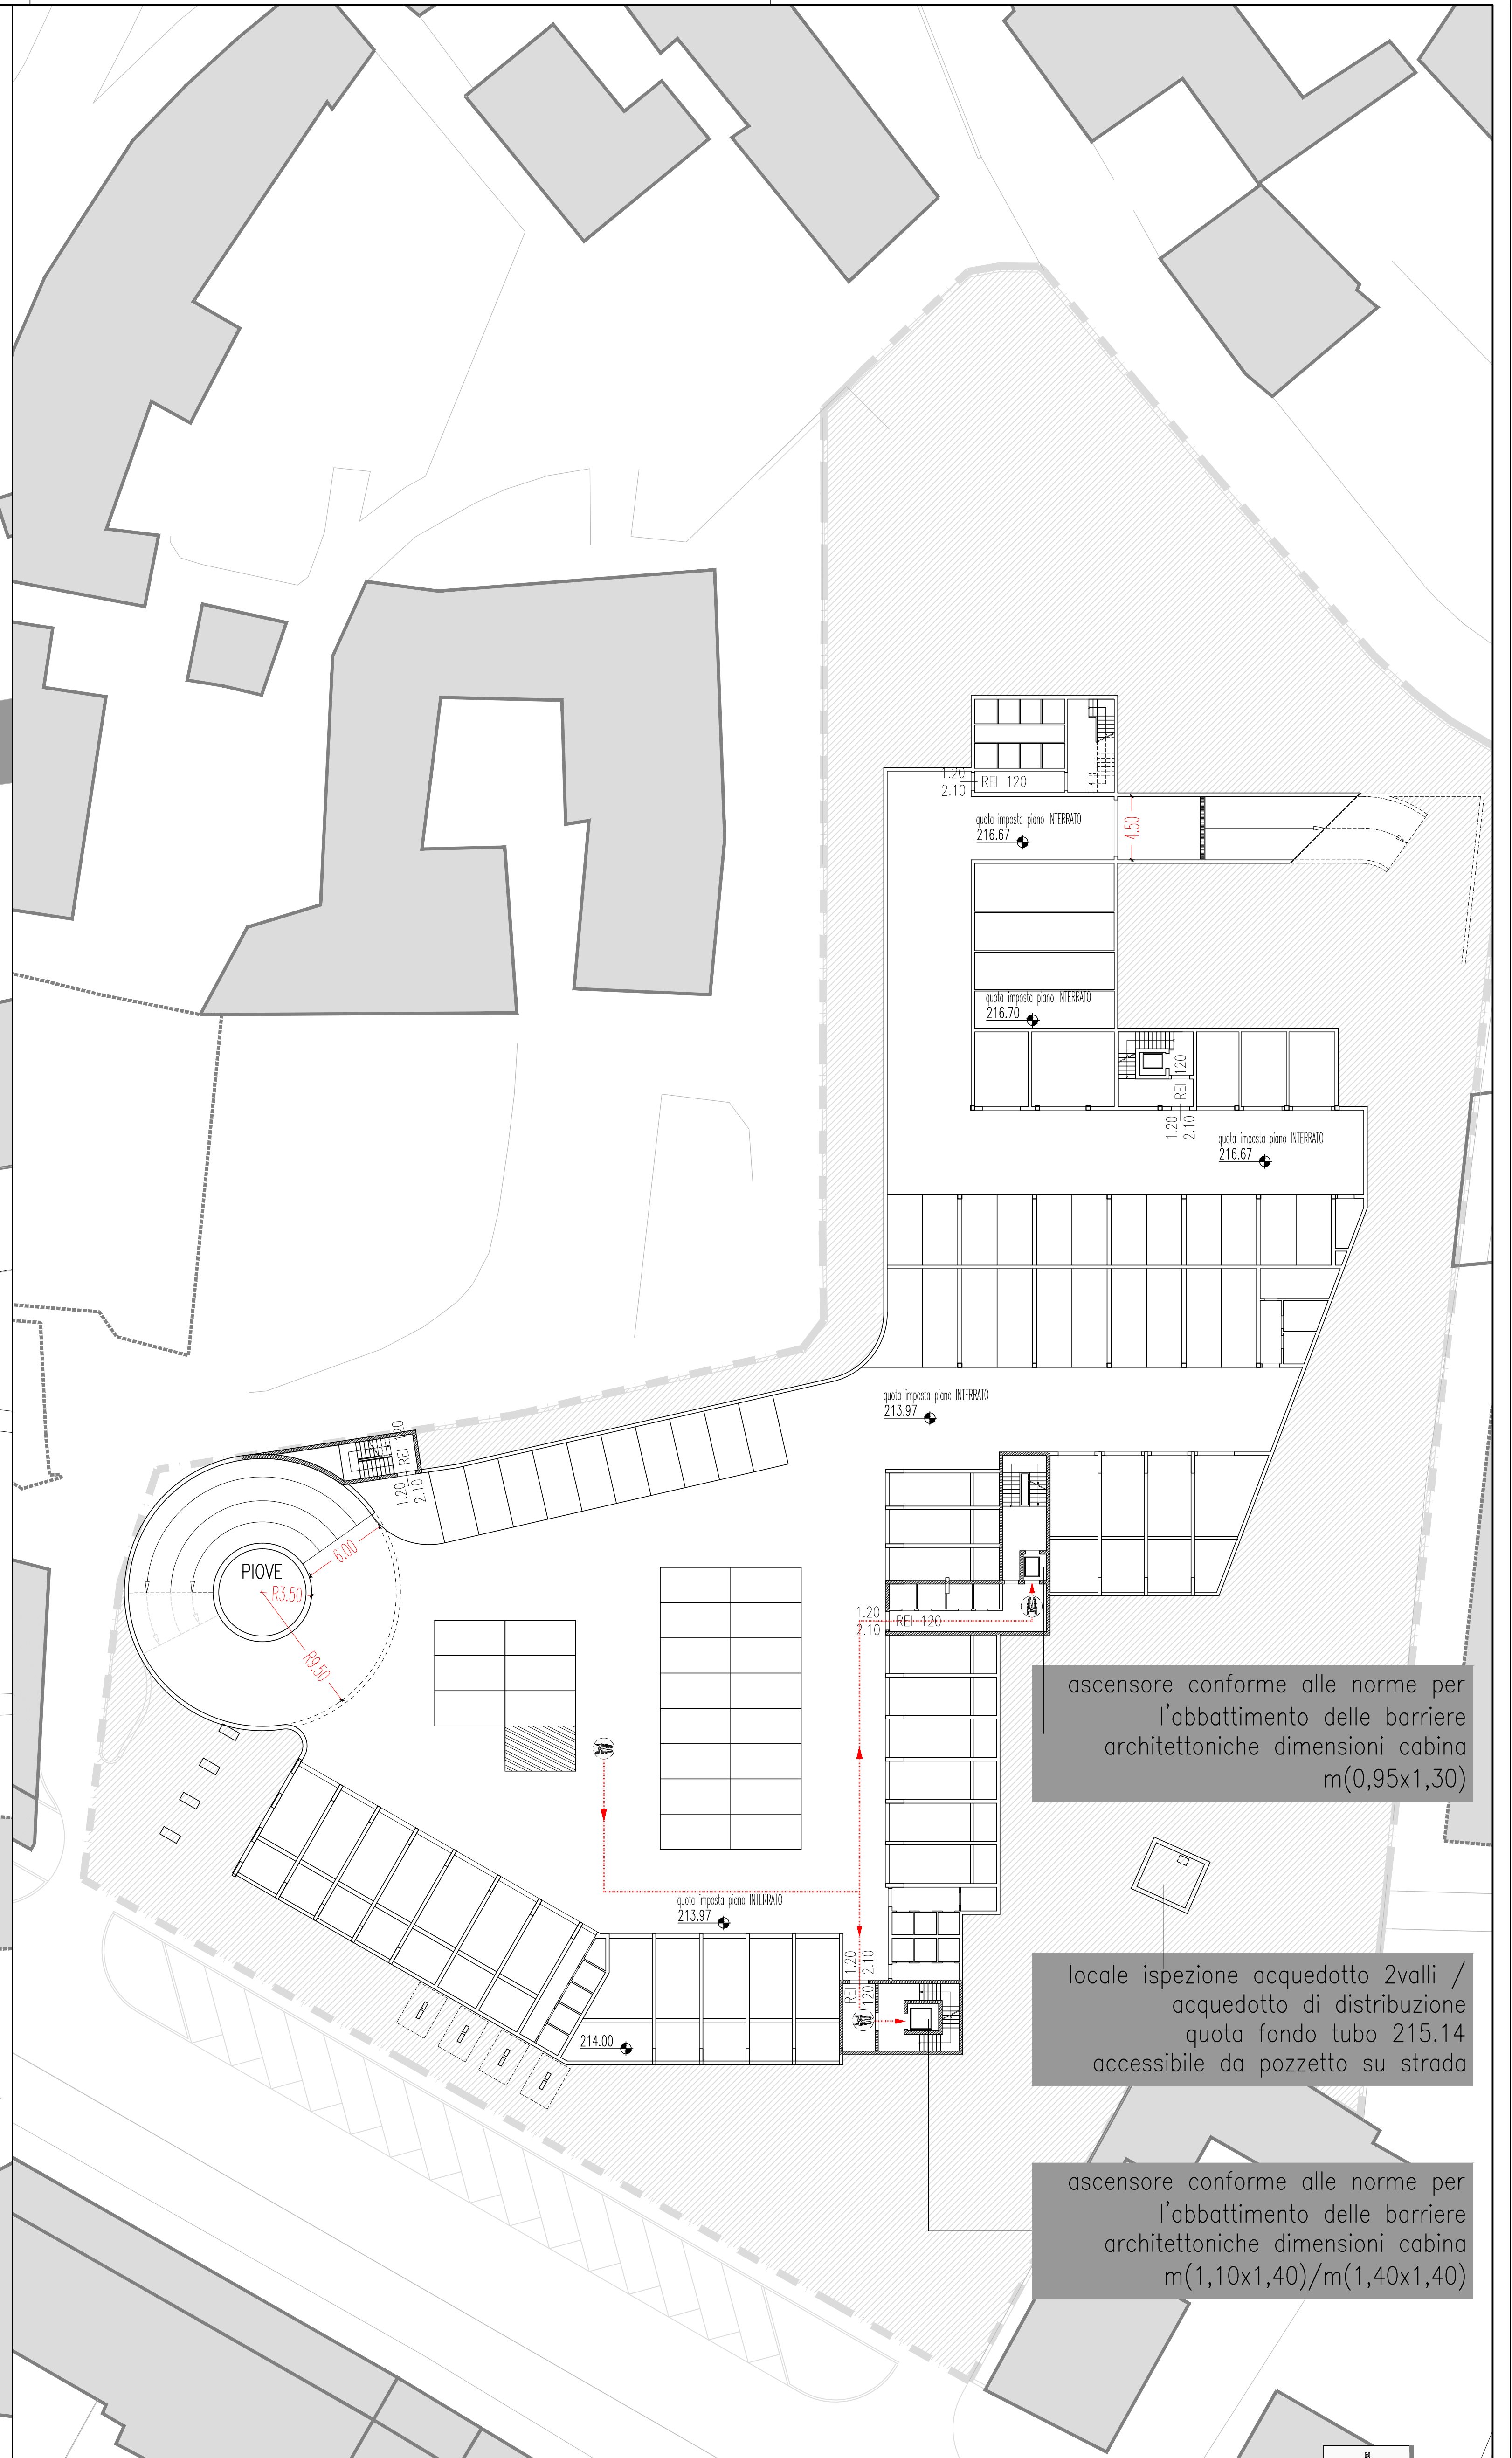 1.20
2.10
REI 120
quota imposta piano INTERRATO
216.67
4.50
quota imposta piano INTERRATO
216.70
1.20
2.10
REI 120
quota imposta piano INTERRATO
216.67
quota imposta piano INTERRATO
213.97
1.20
2.10
REI 120
6.00
PIOVE
R3.50
R9.50
1.20
2.10
REI 120
ascensore conforme alle norme per
l'abbattimento delle barriere
architettoniche dimensioni cabina
m(0,95x1,30)
quota imposta piano INTERRATO
213.97
1.20
2.10
REI 120
214.00
locale ispezione acquedotto 2valli /
acquedotto di distribuzione
quota fondo tubo 215.14
accessibile da pozzetto su strada
ascensore conforme alle norme per
l'abbattimento delle barriere
architettoniche dimensioni cabina
m(1,10x1,40)/m(1,40x1,40)